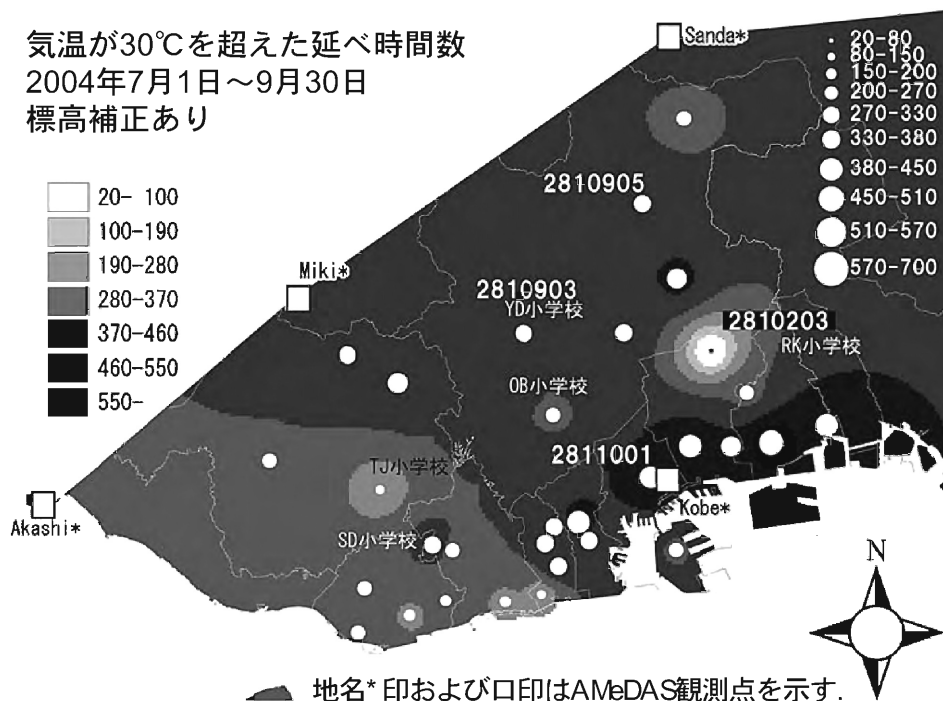 気温が30℃を超えた延べ時間数
2004年7月1日～9月30日
標高補正あり
20- 100
100-190
190-280
280-370
370-460
460-550
550-
Sanda*
20-80
80-150
150-200
200-270
270-330
330-380
380-450
450-510
510-570
570-700
2810905
Miki*
2810903
YD小学校
2810203
RK小学校
OB小学校
2811001
TJ小学校
Kobe*
Akashi*
SD小学校
N
地名*印および口印はAMeDAS観測点を示す.